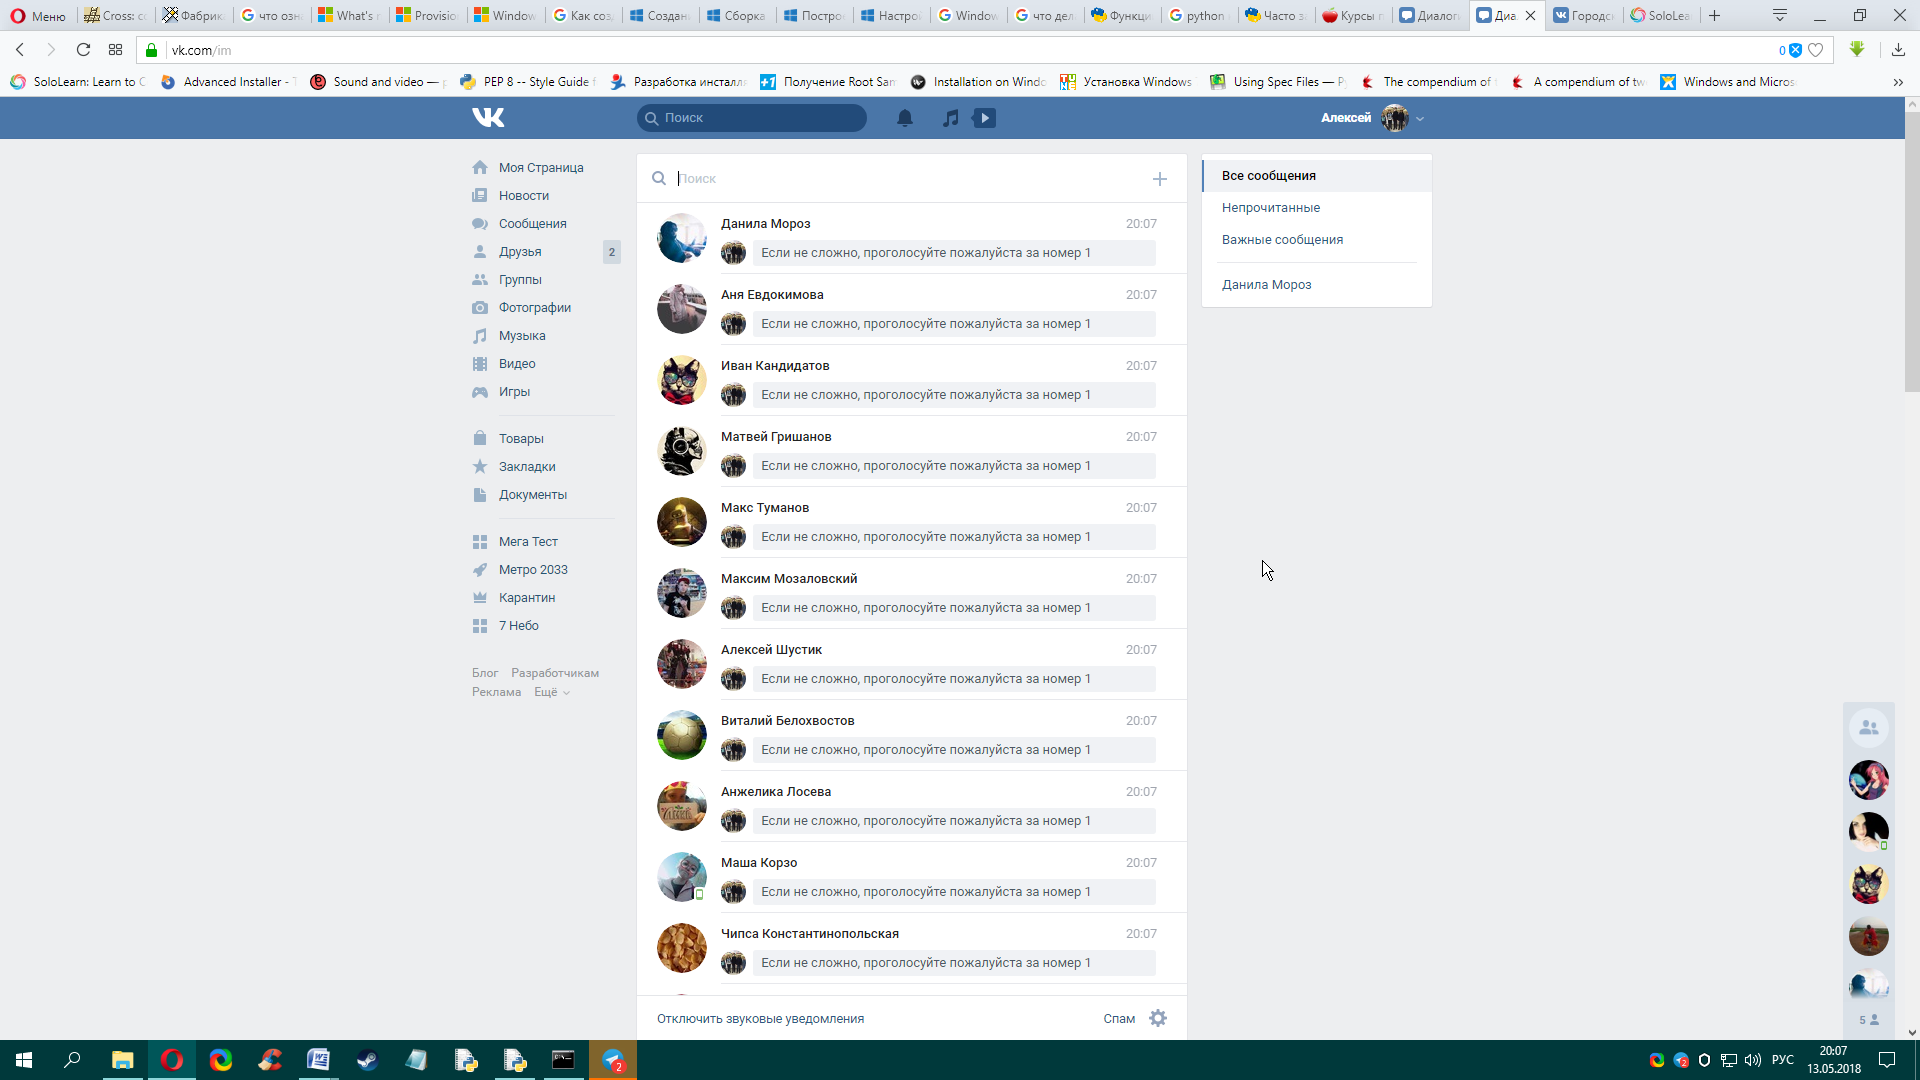 Меню
Cross: cc
Фабрика
что озна
What's n
Provision
Window
Как созд
Создани
Сборка
Постро
Настрой
Window
что дел
Функци
python
Часто з
Курсы п
Диалоги
Диа
Городс
SoloLea
vk.com/im
0
SoloLearn: Learn to C
Advanced Installer - T
Sound and video —
PEP 8 -- Style Guide f
Разработка инсталл
Получение Root San
Installation on Windo
Установка Windows
Using Spec Files — Py
The compendium of t
A compendium of tw
Windows and Micros
Поиск
Алексей
Моя Страница
Новости
Сообщения
Друзья
2
Группы
Фотографии
Музыка
Видео
Игры
Товары
Закладки
Документы
Мега Тест
Метро 2033
Карантин
7 Небо
Блог Разработчикам
Реклама Ещё
Поиск
Данила Мороз 20:07
Если не сложно, проголосуйте пожалуйста за номер 1
Аня Евдокимова 20:07
Если не сложно, проголосуйте пожалуйста за номер 1
Иван Кандидатов 20:07
Если не сложно, проголосуйте пожалуйста за номер 1
Матвей Гришанов 20:07
Если не сложно, проголосуйте пожалуйста за номер 1
Макс Туманов 20:07
Если не сложно, проголосуйте пожалуйста за номер 1
Максим Мозаловский 20:07
Если не сложно, проголосуйте пожалуйста за номер 1
Алексей Шустик 20:07
Если не сложно, проголосуйте пожалуйста за номер 1
Виталий Белохвостов 20:07
Если не сложно, проголосуйте пожалуйста за номер 1
Анжелика Лосева 20:07
Если не сложно, проголосуйте пожалуйста за номер 1
Маша Корзо 20:07
Если не сложно, проголосуйте пожалуйста за номер 1
Чипса Константинопольская 20:07
Если не сложно, проголосуйте пожалуйста за номер 1
Отключить звуковые уведомления Спам
Все сообщения
Непрочитанные
Важные сообщения
Данила Мороз
5
2
РУС
20:07
13.05.2018